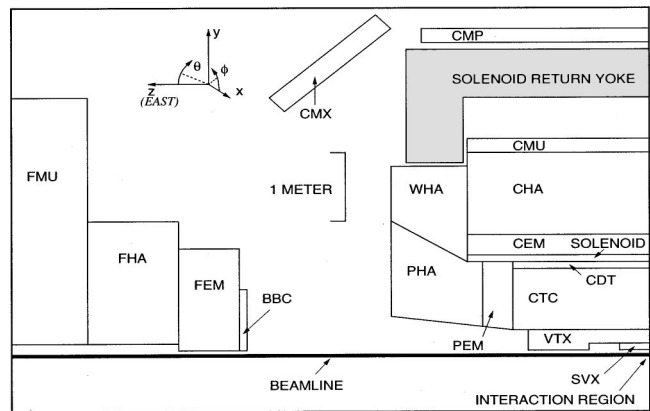 CMP
y
θ
φ
z
(EAST)
x
SOLENOID RETURN YOKE
CMX
CMU
FMU
1 METER
WHA
CHA
CEM
SOLENOID
FHA
FEM
PHA
CDT
BBC
CTC
PEM
VTX
BEAMLINE
SVX
INTERACTION REGION